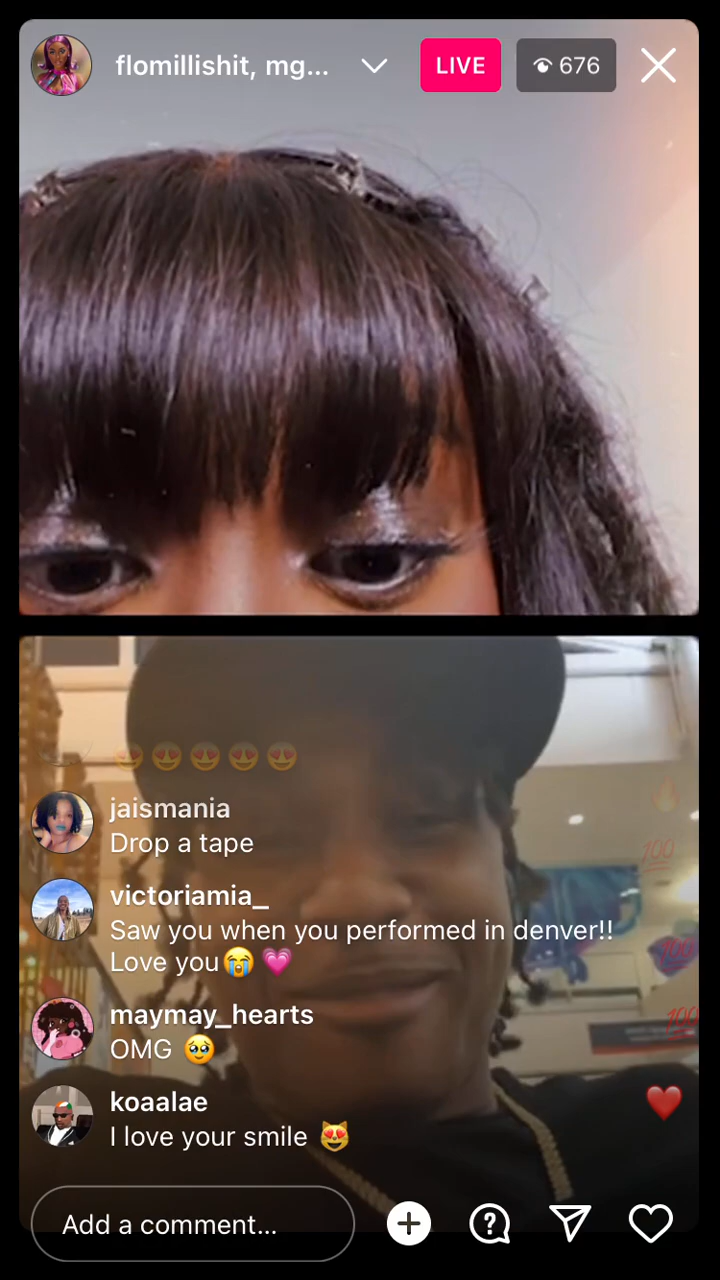 flomillishit, mg...
LIVE
676
jaismania
Drop a tape
victoriamia_
Saw you when you performed in denver!!
Love you😭 💗
maymay_hearts
OMG 🥹
koaalae
I love your smile 😻
Add a comment...